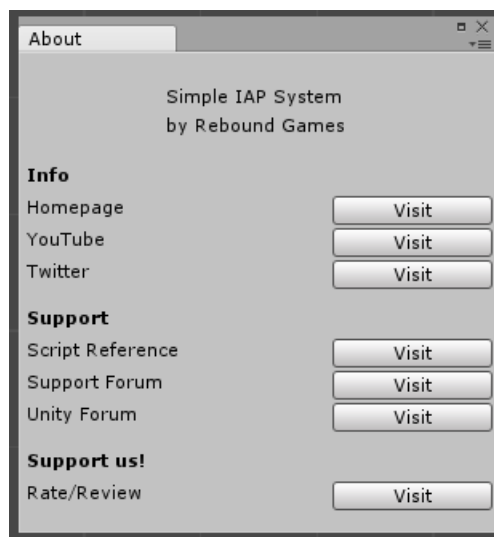 About
Simple IAP System
by Rebound Games
Info
Homepage Visit
YouTube Visit
Twitter Visit
Support
Script Reference Visit
Support Forum Visit
Unity Forum Visit
Support us!
Rate/Review Visit